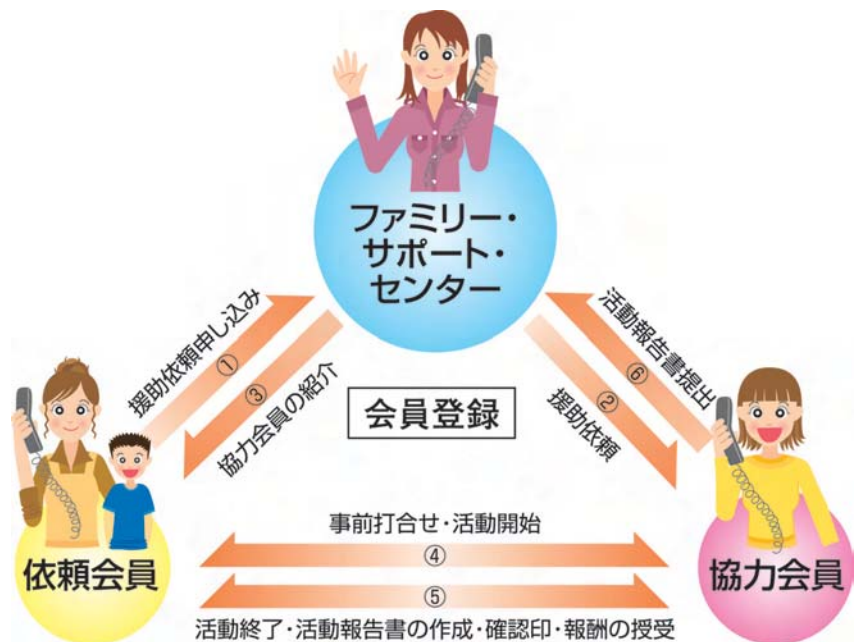 ファミリー・
サポート・
センター
援助依頼申し込み
①
③
協力会員の紹介
会員登録
活動報告書提出
⑥
②
援助依頼
事前打合せ・活動開始
④
⑤
活動終了・活動報告書の作成・確認印・報酬の授受
依頼会員
協力会員